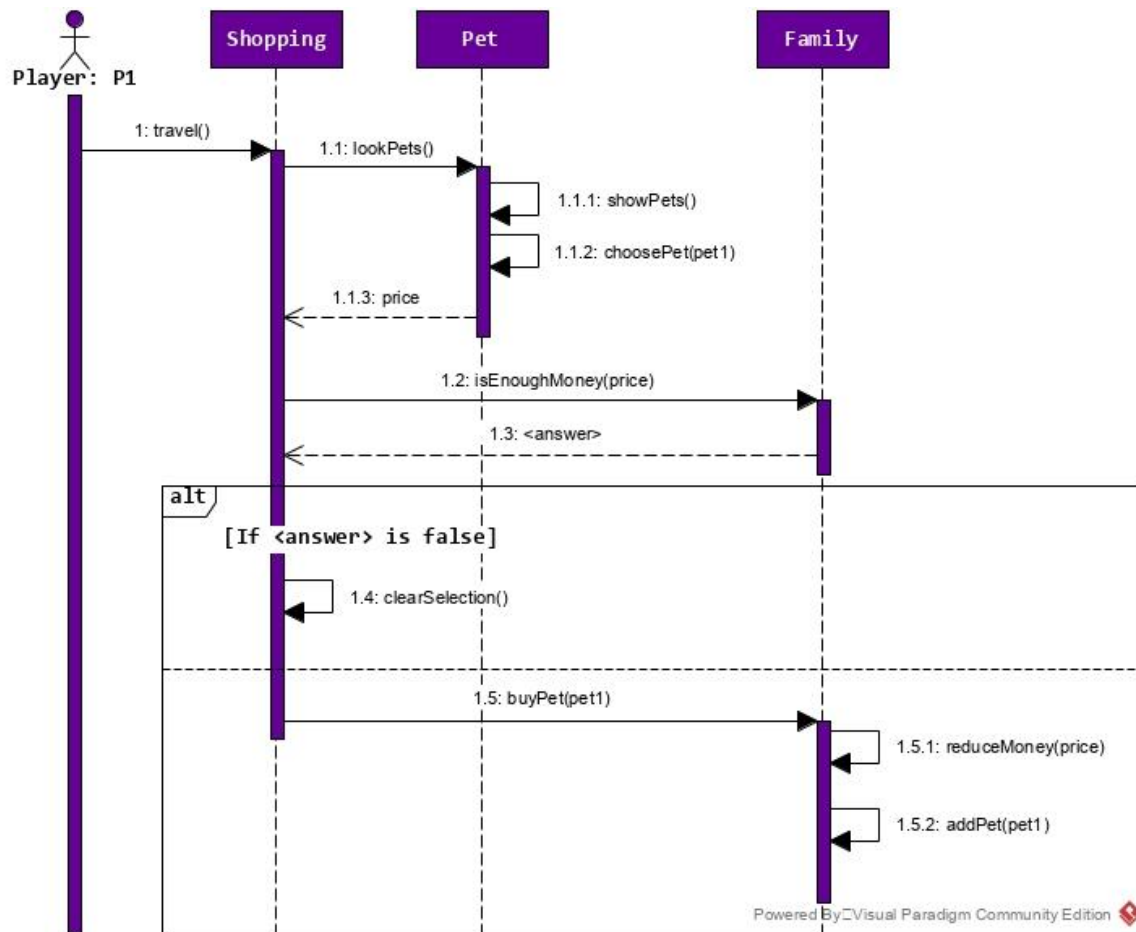 Shopping
Pet
Family
Player: P1
1: travel()
1.1: lookPets()
1.1.1: showPets()
1.1.2: choosePet(pet1)
1.1.3: price
1.2: isEnoughMoney(price)
1.3: <answer>
alt
[If <answer> is false]
1.4: clearSelection()
1.5: buyPet(pet1)
1.5.1: reduceMoney(price)
1.5.2: addPet(pet1)
Powered By□Visual Paradigm Community Edition